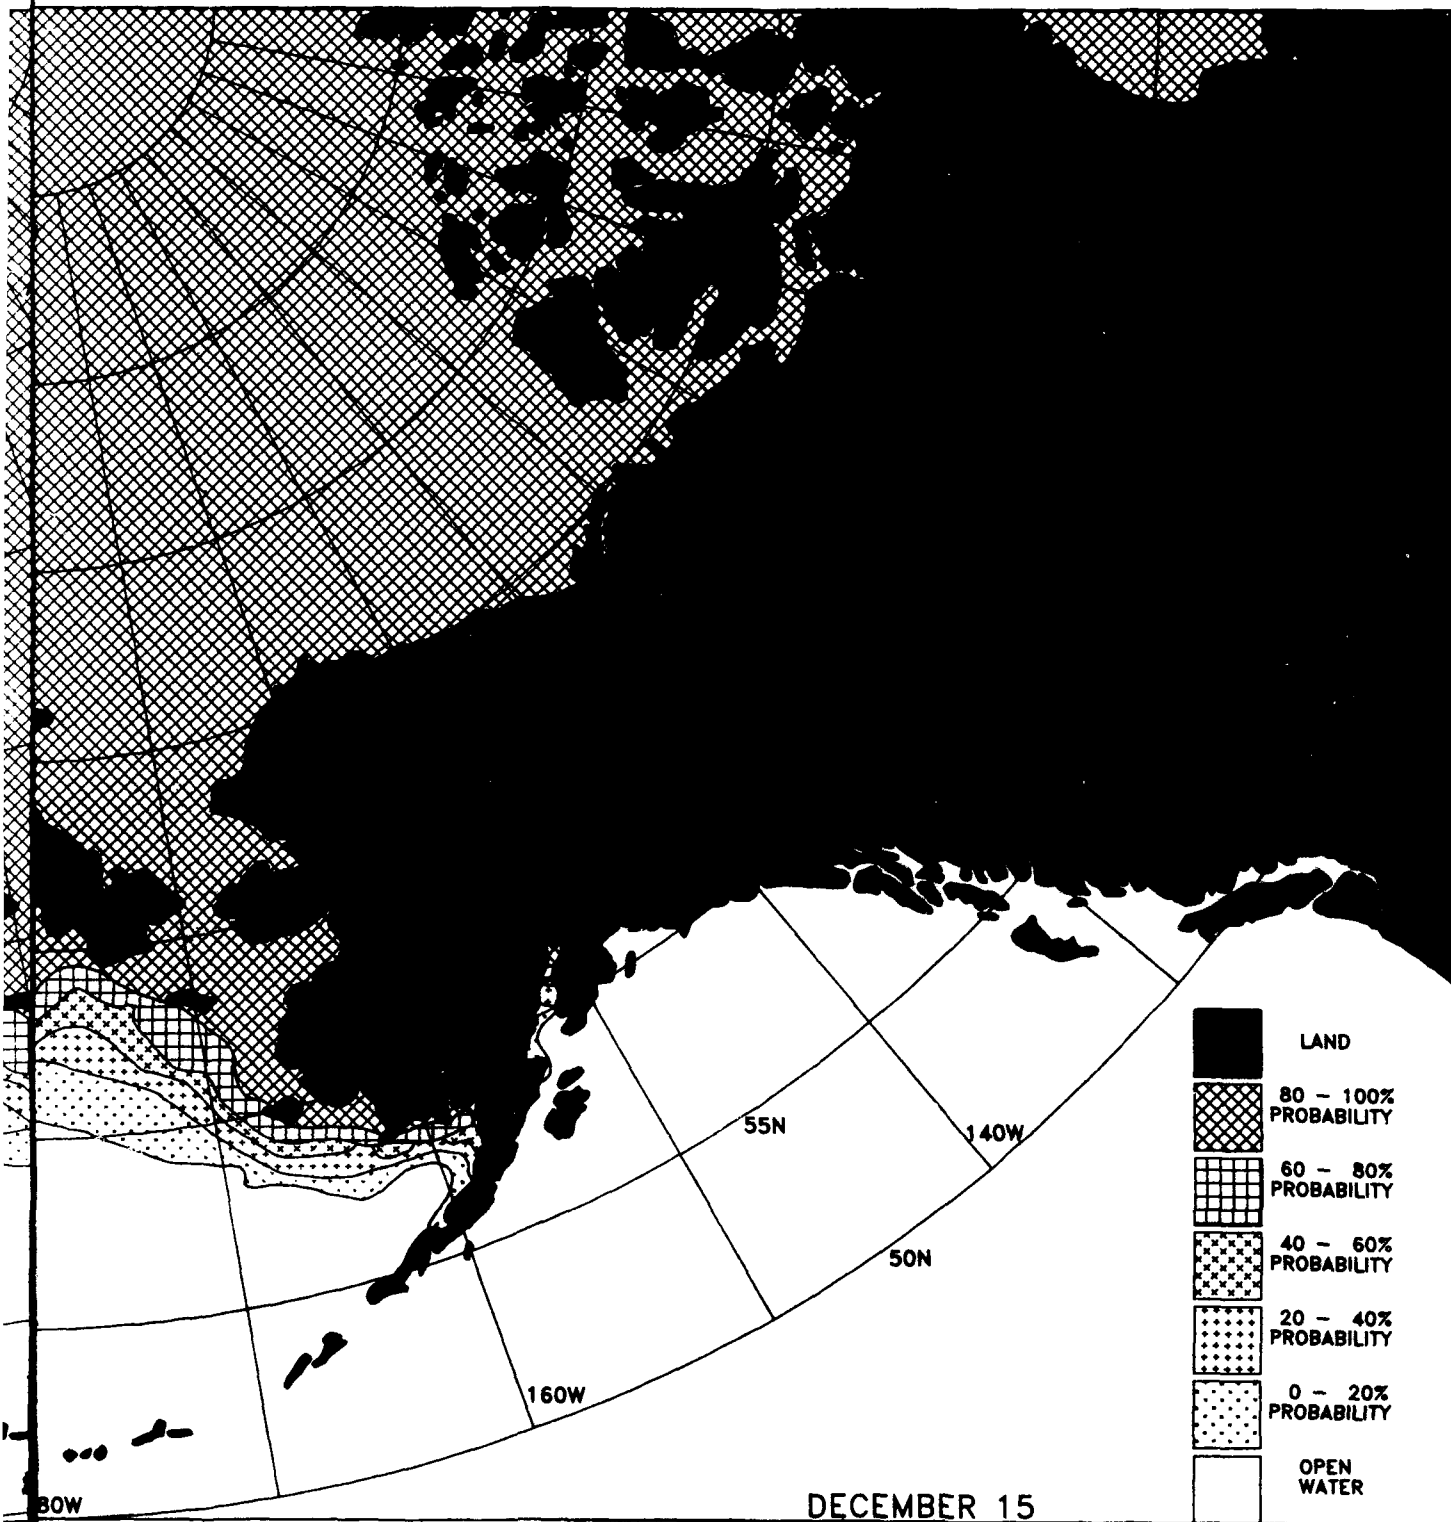 LAND
80 - 100%
PROBABILITY
60 - 80%
PROBABILITY
40 - 60%
PROBABILITY
20 - 40%
PROBABILITY
0 - 20%
PROBABILITY
OPEN
WATER
55N
140W
50N
160W
80W
DECEMBER 15